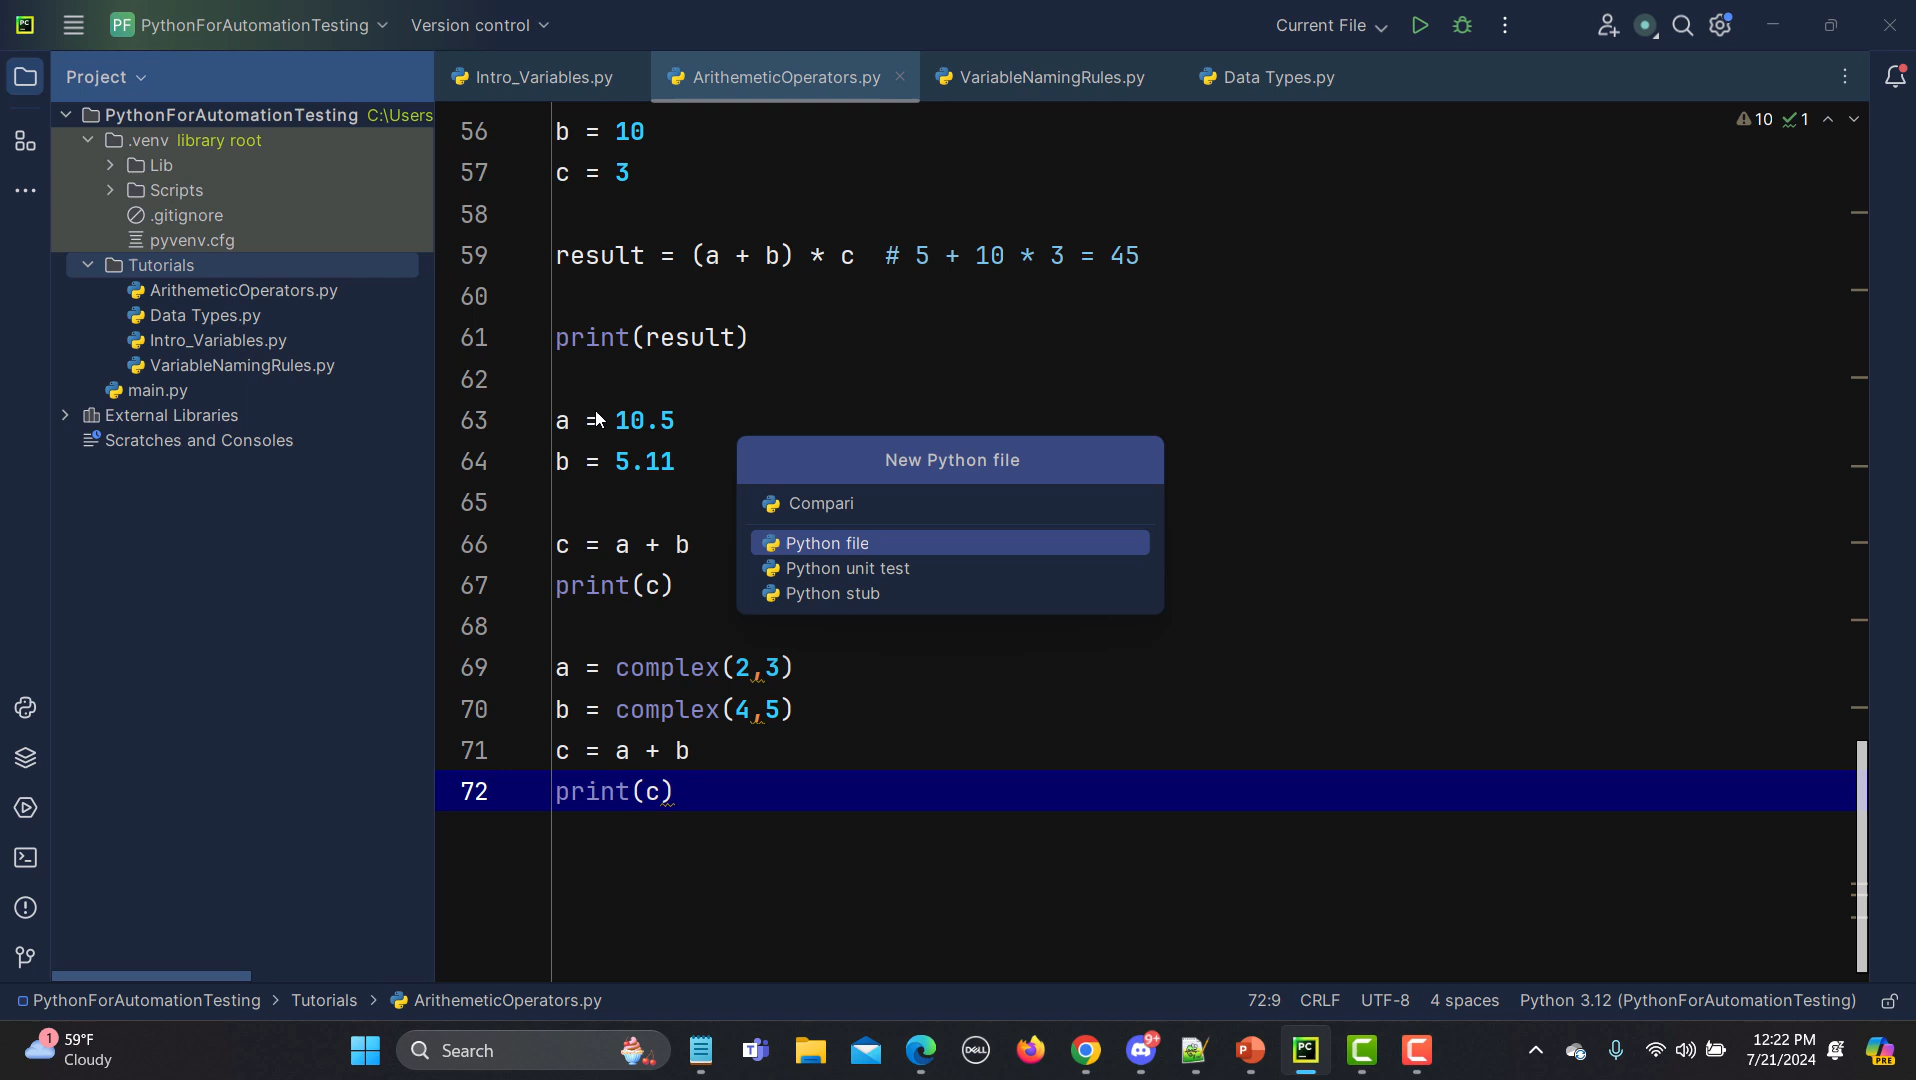 PC
PF PythonForAutomationTesting
Version control
Current File
Project
Intro_Variables.py
ArithemeticOperators.py
VariableNamingRules.py
Data Types.py
PythonForAutomationTesting C:\Users
.venv library root
Lib
Scripts
.gitignore
pyvenv.cfg
Tutorials
ArithemeticOperators.py
Data Types.py
Intro_Variables.py
VariableNamingRules.py
main.py
External Libraries
Scratches and Consoles
10 1
56 b = 10
57 c = 3
58
59 result = (a + b) * c # 5 + 10 * 3 = 45
60
61 print(result)
62
63 a = 10.5
64 b = 5.11
65
66 c = a + b
67 print(c)
68
69 a = complex(2,3)
70 b = complex(4,5)
71 c = a + b
72 print(c)
New Python file
Compari
Python file
Python unit test
Python stub
PythonForAutomationTesting > Tutorials > ArithemeticOperators.py
72:9 CRLF UTF-8 4 spaces Python 3.12 (PythonForAutomationTesting)
1
59°F
Cloudy
Search
DELL
9+
PC
12:22 PM
7/21/2024
PRE